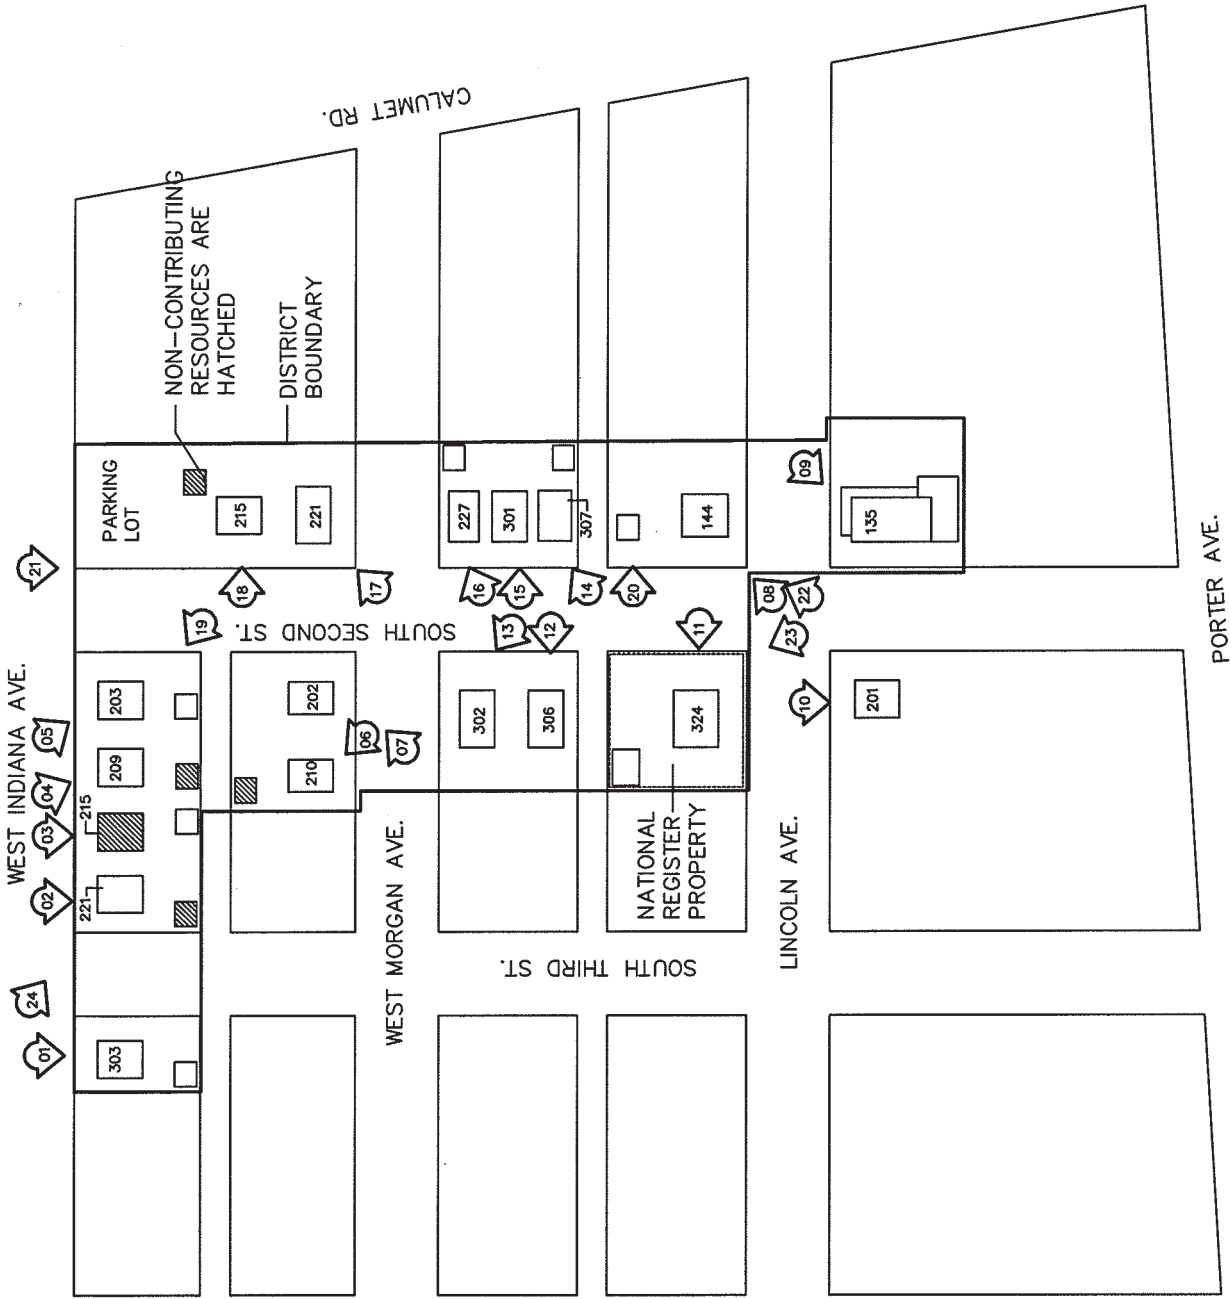 CALUMET RD.
NON-CONTRIBUTING
RESOURCES ARE
HATCHED
DISTRICT
BOUNDARY
PARKING
LOT
215
221
227
301
307
144
135
SOUTH SECOND ST.
WEST INDIANA AVE.
203
209
215
221
202
210
302
306
324
201
303
NATIONAL
REGISTER
PROPERTY
WEST MORGAN AVE.
LINCOLN AVE.
SOUTH THIRD ST.
PORTER AVE.
01
02
03
04
05
06
07
08
09
10
11
12
13
14
15
16
17
18
19
20
21
22
23
24